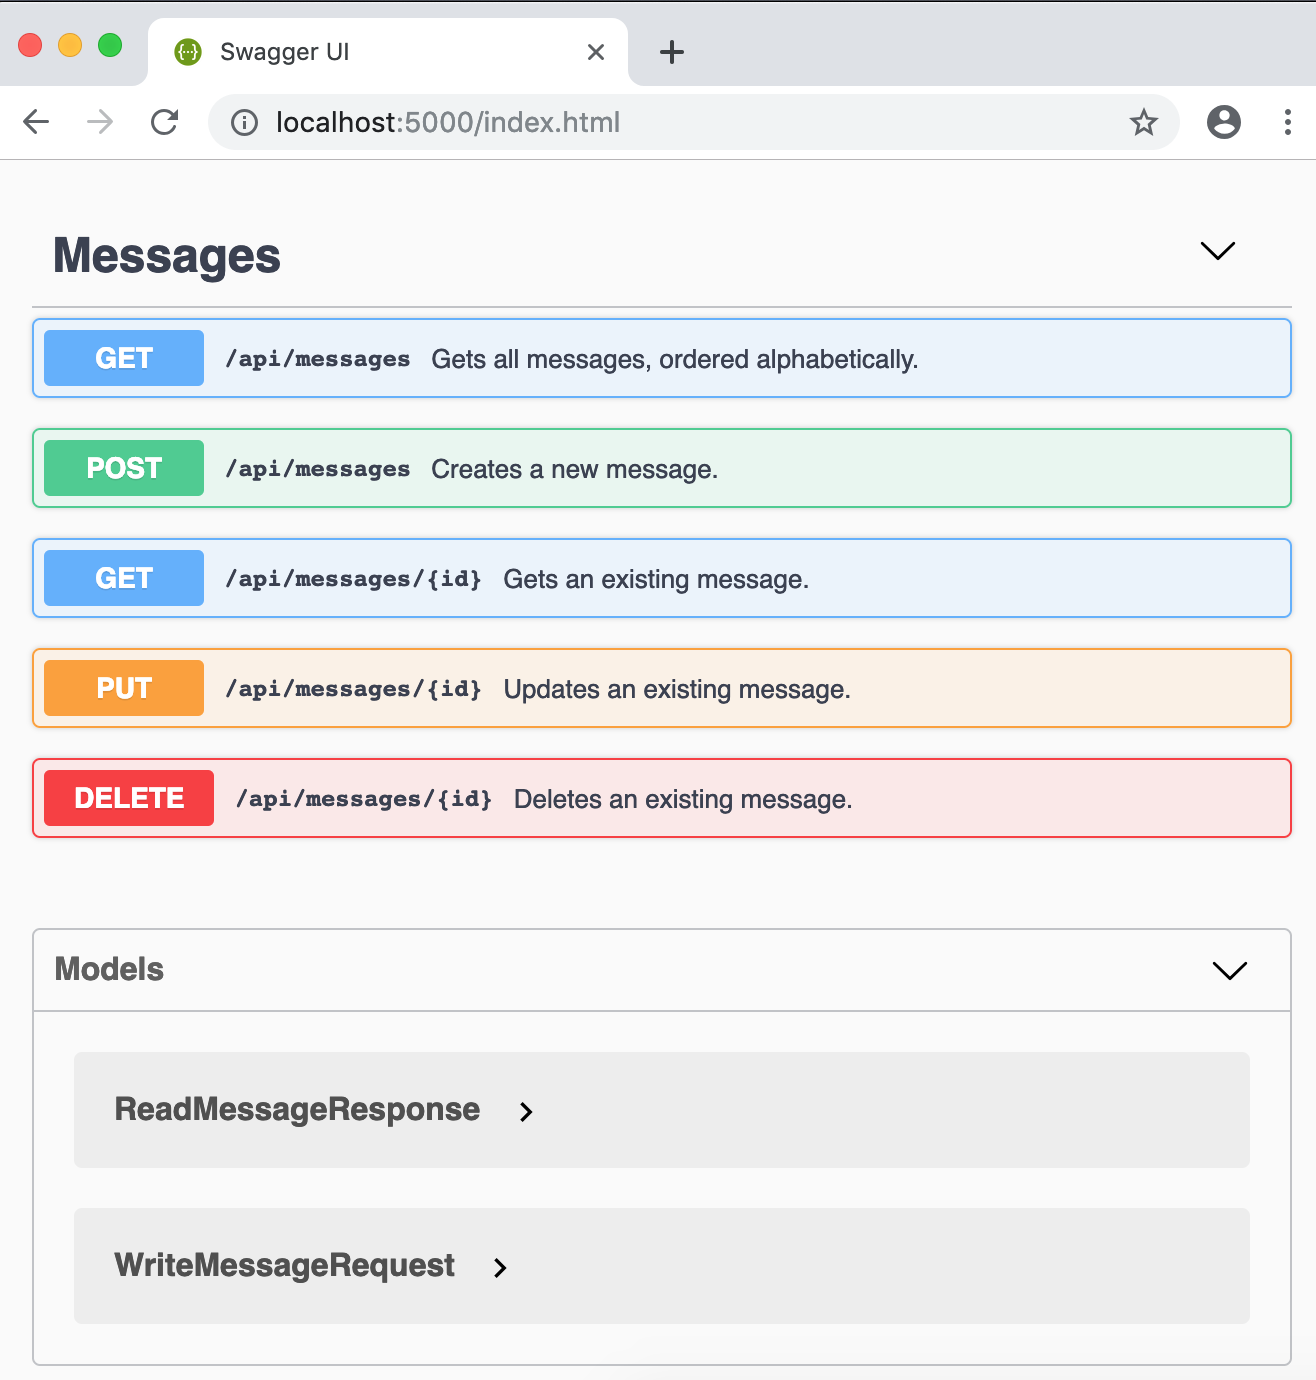 Swagger UI
localhost:5000/index.html
Messages
GET /api/messages Gets all messages, ordered alphabetically.
POST /api/messages Creates a new message.
GET /api/messages/{id} Gets an existing message.
PUT /api/messages/{id} Updates an existing message.
DELETE /api/messages/{id} Deletes an existing message.
Models
ReadMessageResponse
WriteMessageRequest